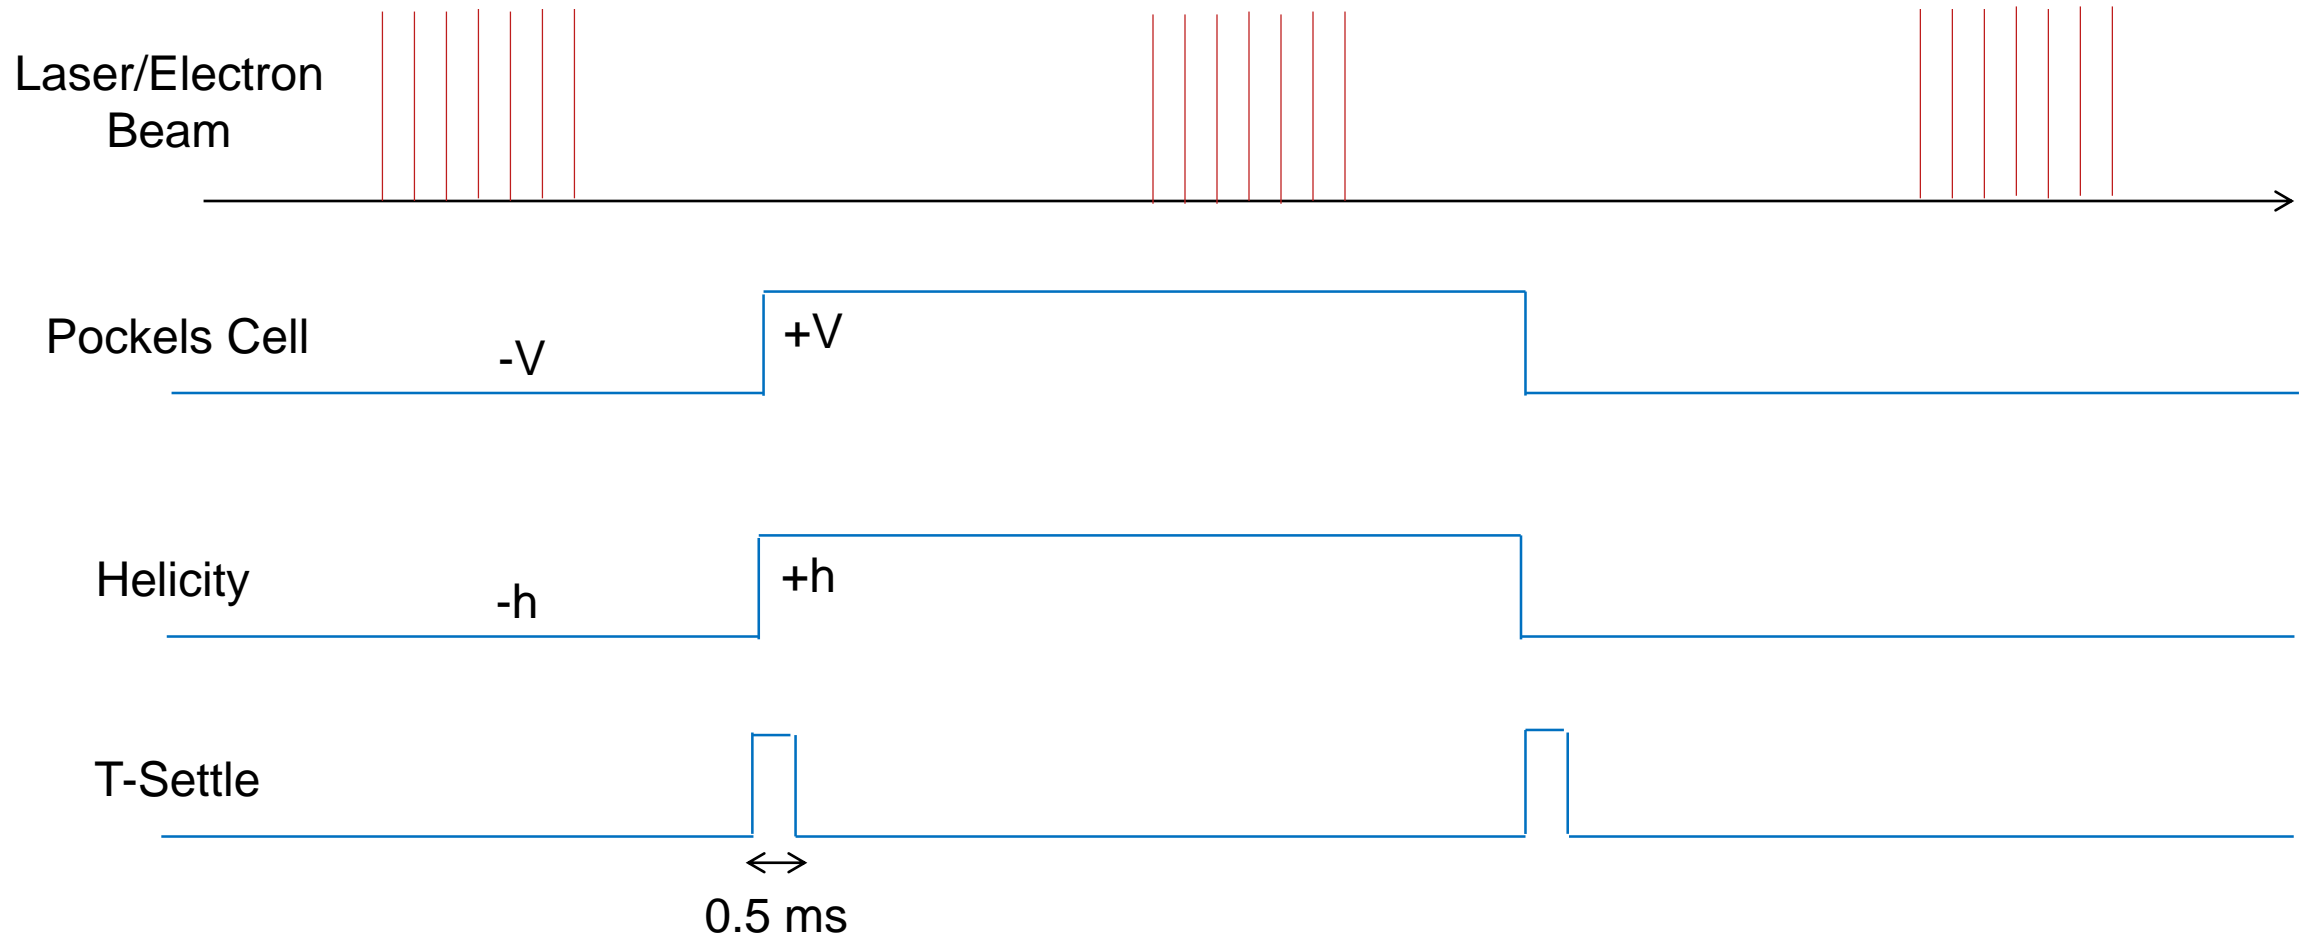 Laser/Electron
Beam
Pockels Cell
-V
+V
Helicity
-h
+h
T-Settle
0.5 ms